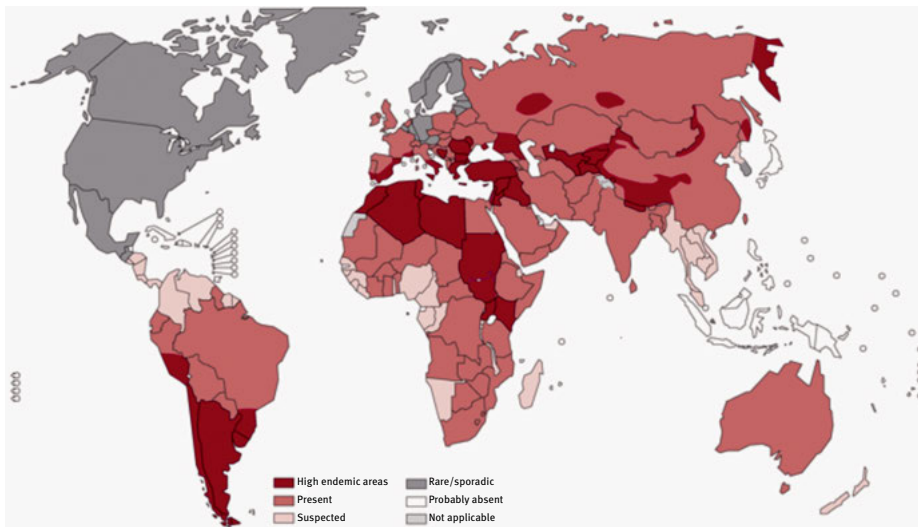 High endemic areas
Present
Suspected
Rare/sporadic
Probably absent
Not applicable